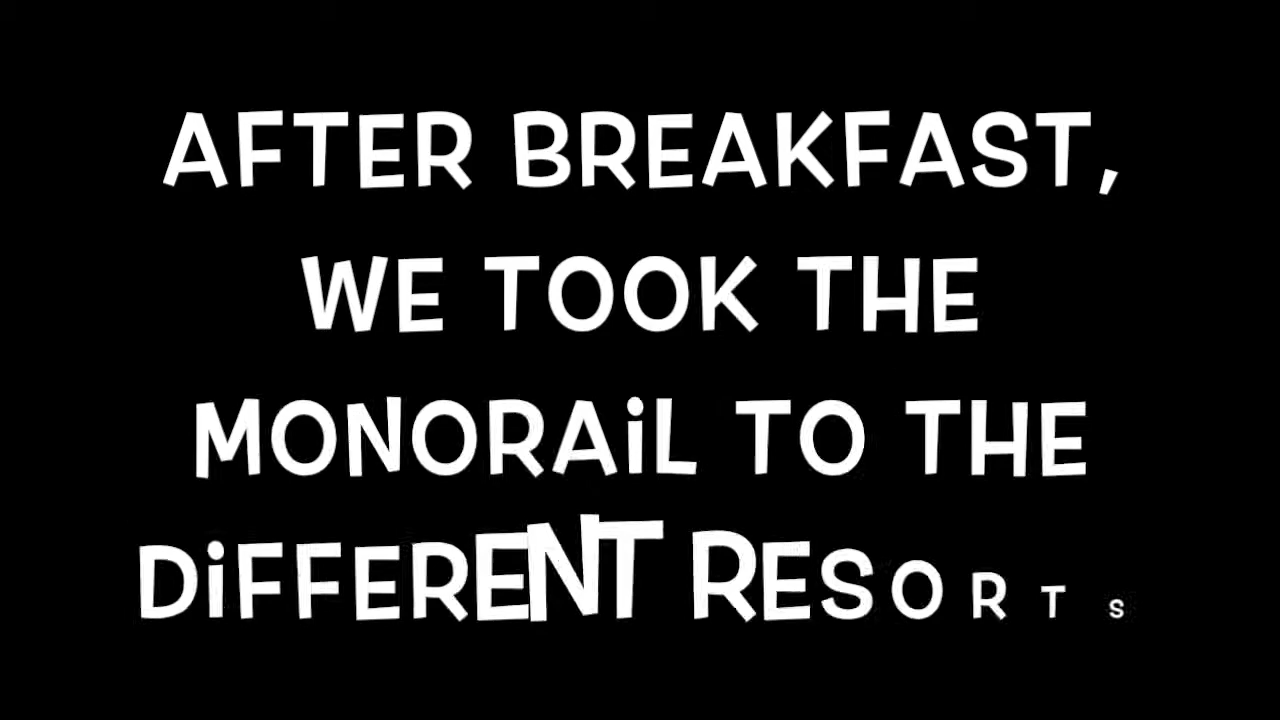 AFTER BREAKFAST,
WE TOOK THE
MONORAiL TO THE
DiFFERENT RESORTS